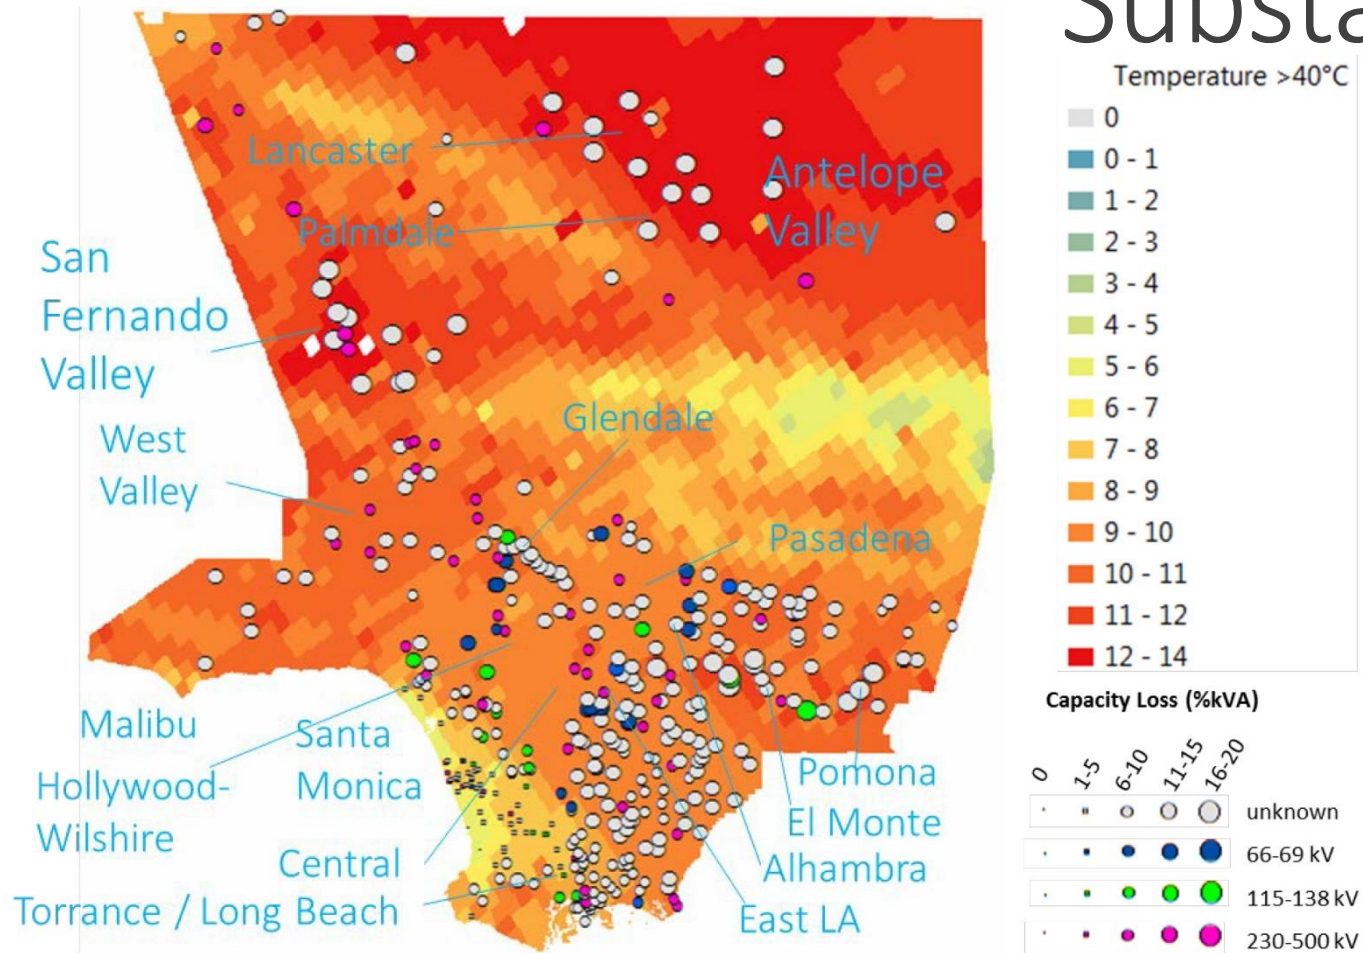 Substa
Temperature >40°C
0
0 - 1
1 - 2
2 - 3
3 - 4
4 - 5
5 - 6
6 - 7
7 - 8
8 - 9
9 - 10
10 - 11
11 - 12
12 - 14
Capacity Loss (%kVA)
0 1-5 6-10 11-15 16-20
unknown
66-69 kV
115-138 kV
230-500 kV
Lancaster
Antelope
Valley
Palmdale
San
Fernando
Valley
Glendale
West
Valley
Pasadena
Malibu
Santa
Monica
Hollywood-
Wilshire
Pomona
El Monte
Central
Alhambra
Torrance / Long Beach
East LA